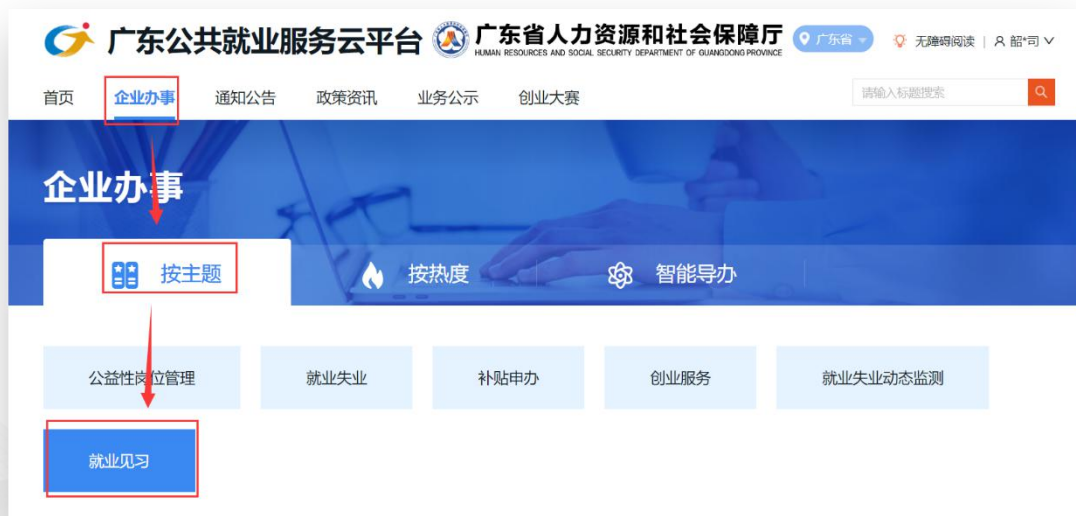 广东公共就业服务云平台 广东省人力资源和社会保障厅 广东省 无障碍阅读 | 韶*司
HUMAN RESOURCES AND SOCIAL SECURITY DEPARTMENT OF GUANGDONG PROVINCE
首页 企业办事 通知公告 政策资讯 业务公示 创业大赛 请输入标题搜索
企业办事
按主题 按热度 智能导办
公益性岗位管理 就业失业 补贴申办 创业服务 就业失业动态监测
就业见习